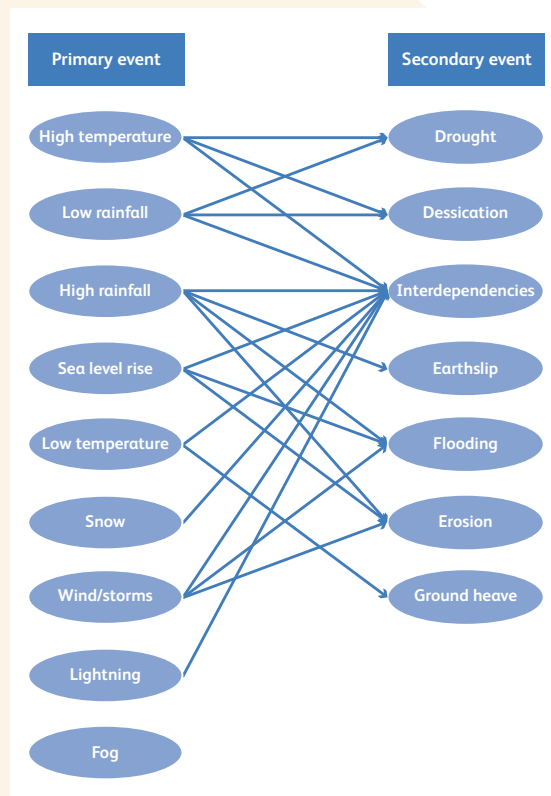 Primary event
Secondary event
High temperature
Drought
Low rainfall
Dessication
High rainfall
Interdependencies
Sea level rise
Earthslip
Low temperature
Flooding
Snow
Erosion
Wind/storms
Ground heave
Lightning
Fog